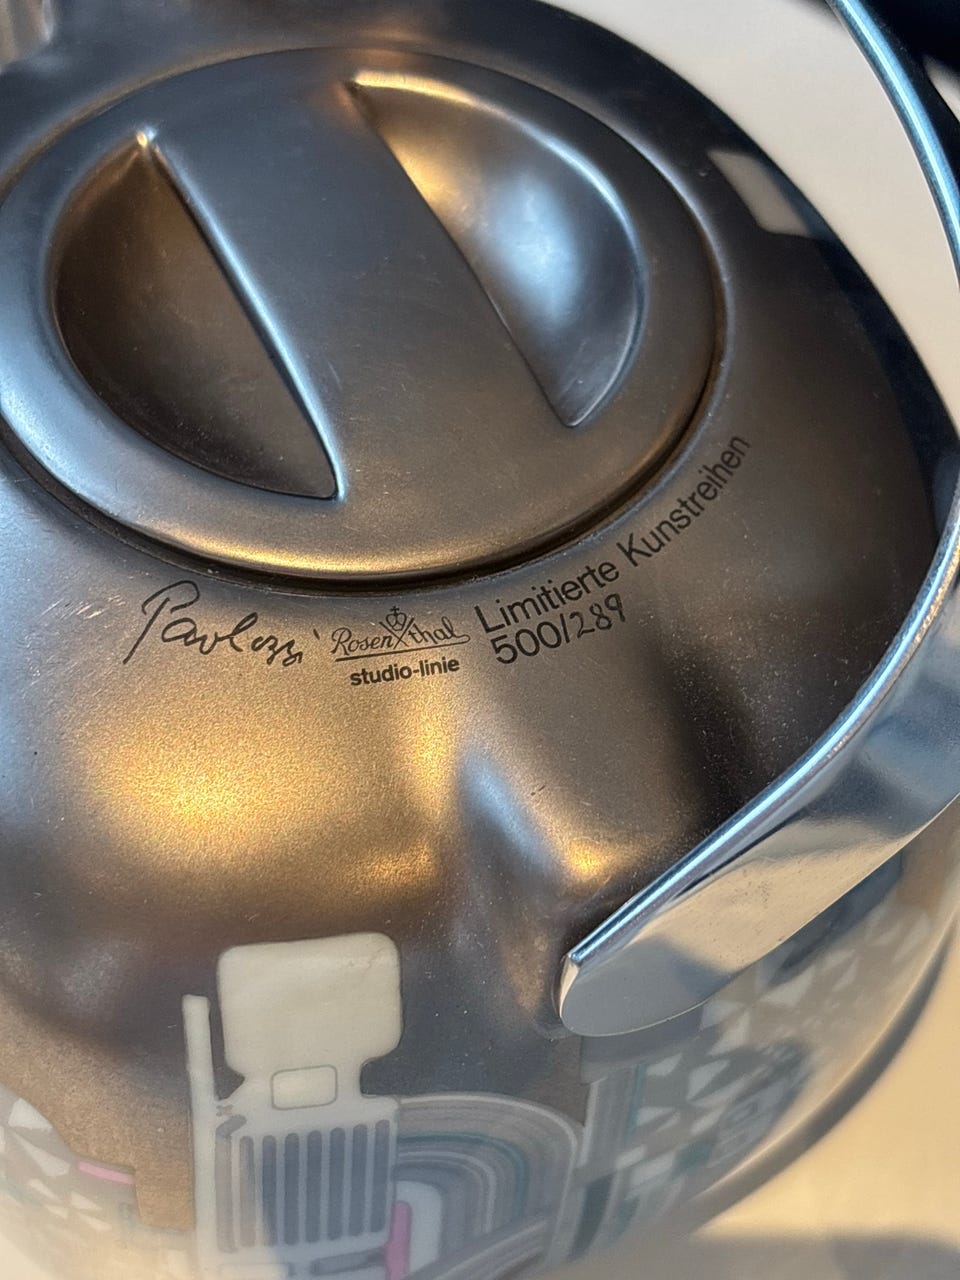 Paolozzi
Rosenthal
studio-linie
Limitierte Kunstreihen
500/289